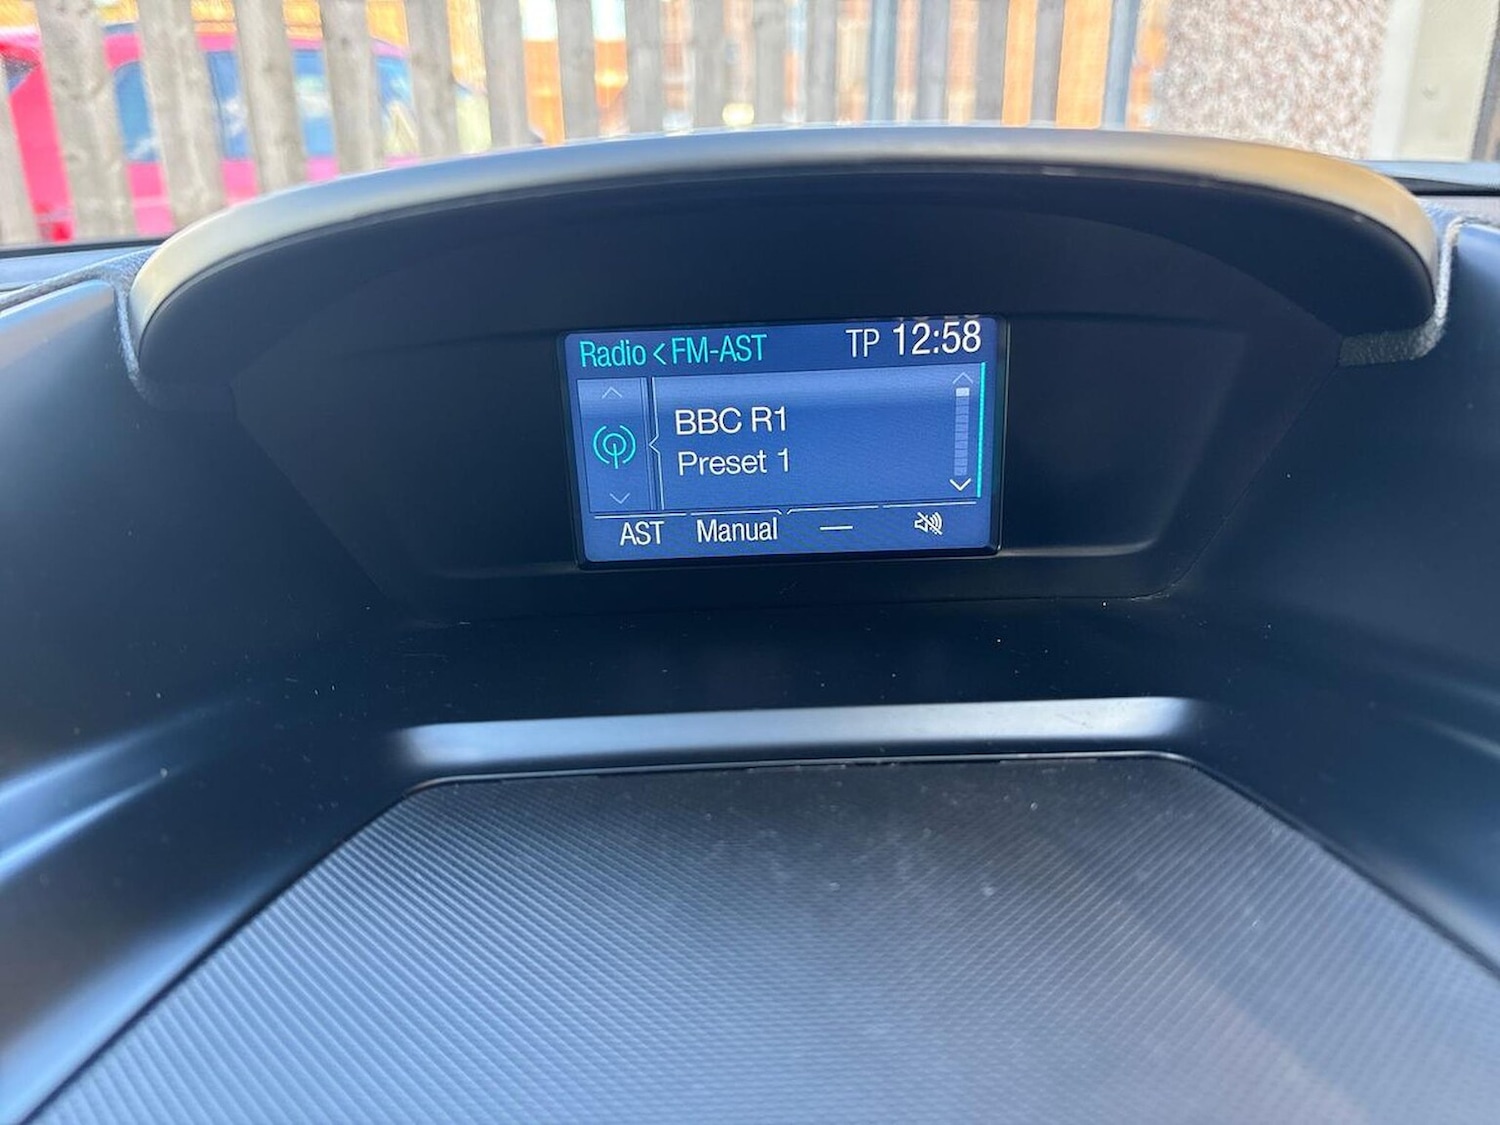 Radio < FM-AST TP 12:58
BBC R1
Preset 1
AST Manual —